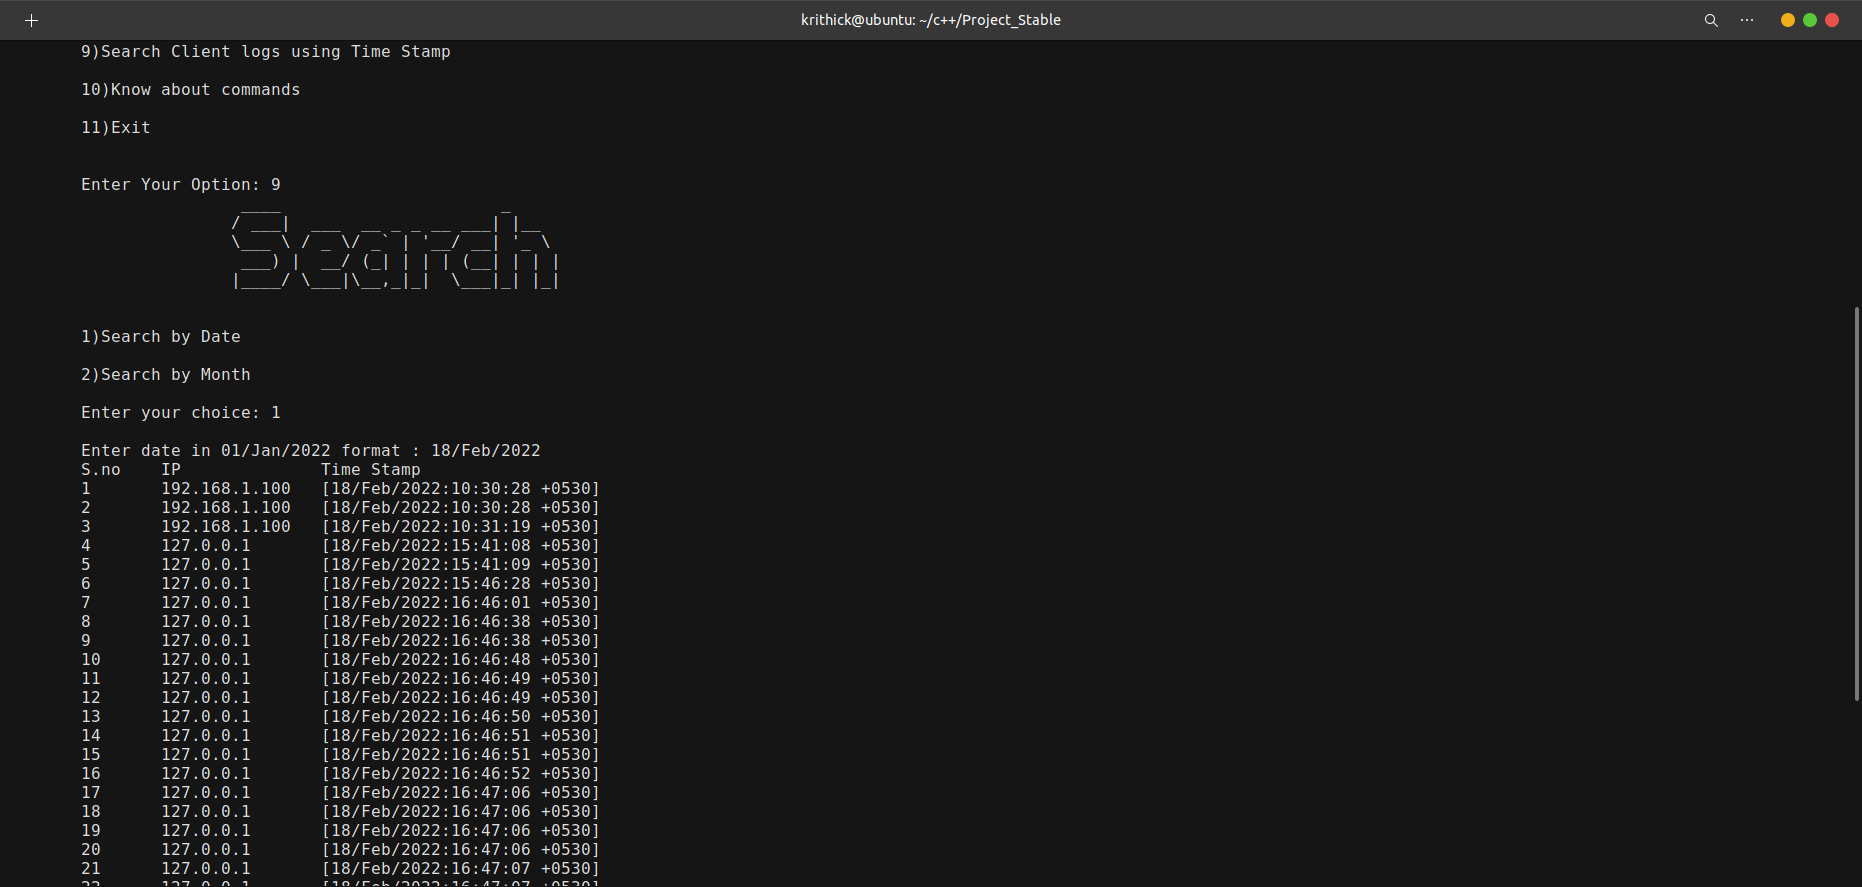 krithick@ubuntu: ~/c++/Project_Stable
9)Search Client logs using Time Stamp
10)Know about commands
11)Exit
Enter Your Option: 9
Search
1)Search by Date
2)Search by Month
Enter your choice: 1
Enter date in 01/Jan/2022 format : 18/Feb/2022
S.no IP Time Stamp
1 192.168.1.100 [18/Feb/2022:10:30:28 +0530]
2 192.168.1.100 [18/Feb/2022:10:30:28 +0530]
3 192.168.1.100 [18/Feb/2022:10:31:19 +0530]
4 127.0.0.1 [18/Feb/2022:15:41:08 +0530]
5 127.0.0.1 [18/Feb/2022:15:41:09 +0530]
6 127.0.0.1 [18/Feb/2022:15:46:28 +0530]
7 127.0.0.1 [18/Feb/2022:16:46:01 +0530]
8 127.0.0.1 [18/Feb/2022:16:46:38 +0530]
9 127.0.0.1 [18/Feb/2022:16:46:38 +0530]
10 127.0.0.1 [18/Feb/2022:16:46:48 +0530]
11 127.0.0.1 [18/Feb/2022:16:46:49 +0530]
12 127.0.0.1 [18/Feb/2022:16:46:49 +0530]
13 127.0.0.1 [18/Feb/2022:16:46:50 +0530]
14 127.0.0.1 [18/Feb/2022:16:46:51 +0530]
15 127.0.0.1 [18/Feb/2022:16:46:51 +0530]
16 127.0.0.1 [18/Feb/2022:16:46:52 +0530]
17 127.0.0.1 [18/Feb/2022:16:47:06 +0530]
18 127.0.0.1 [18/Feb/2022:16:47:06 +0530]
19 127.0.0.1 [18/Feb/2022:16:47:06 +0530]
20 127.0.0.1 [18/Feb/2022:16:47:06 +0530]
21 127.0.0.1 [18/Feb/2022:16:47:07 +0530]
22 127.0.0.1 [18/Feb/2022:16:47:07 +0530]